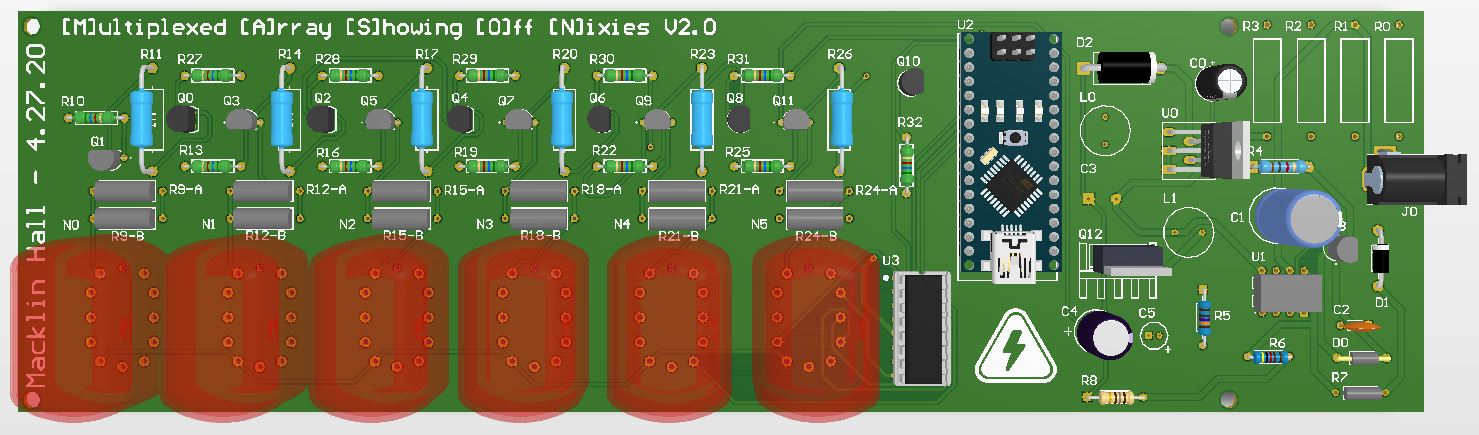 [M]ultiplexed [A]rray [S]howing [O]ff [N]ixies V2.0
Macklin Hall - 4.27.20
R11 R27 R14 R28 R17 R29 R20 R30 R23 R31 R26
R10 Q0 Q3 Q2 Q5 Q4 Q7 Q6 Q9 Q8 Q11
Q1 R13 R16 R19 R22 R25
R9-A R12-A R15-A R18-A R21-A R24-A
N0 N1 N2 N3 N4 N5
R9-B R12-B R15-B R18-B R21-B R24-B
Q10
R32
U2
U3
D2 C0 + R3 R2 R1 R0
L0 U0
C3 R4
L1 C1 J0
Q12 U1
D1
C4 + C5 + R5 C2
R6 D0
R8 R7